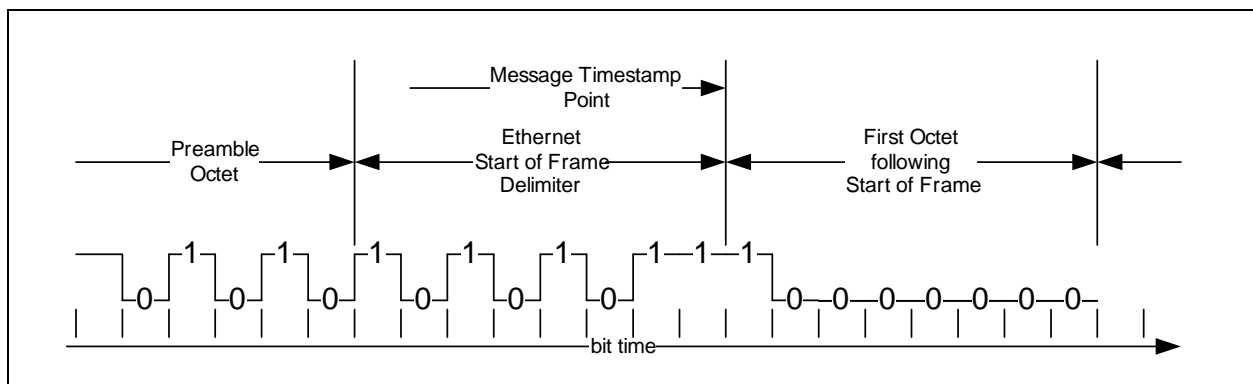 Message Timestamp
Point
Preamble
Octet
Ethernet
Start of Frame
Delimiter
First Octet
following
Start of Frame
0 1 0 1 0 1 0 1 0 1 0 1 1 1 0 0 0 0 0 0 0
bit time